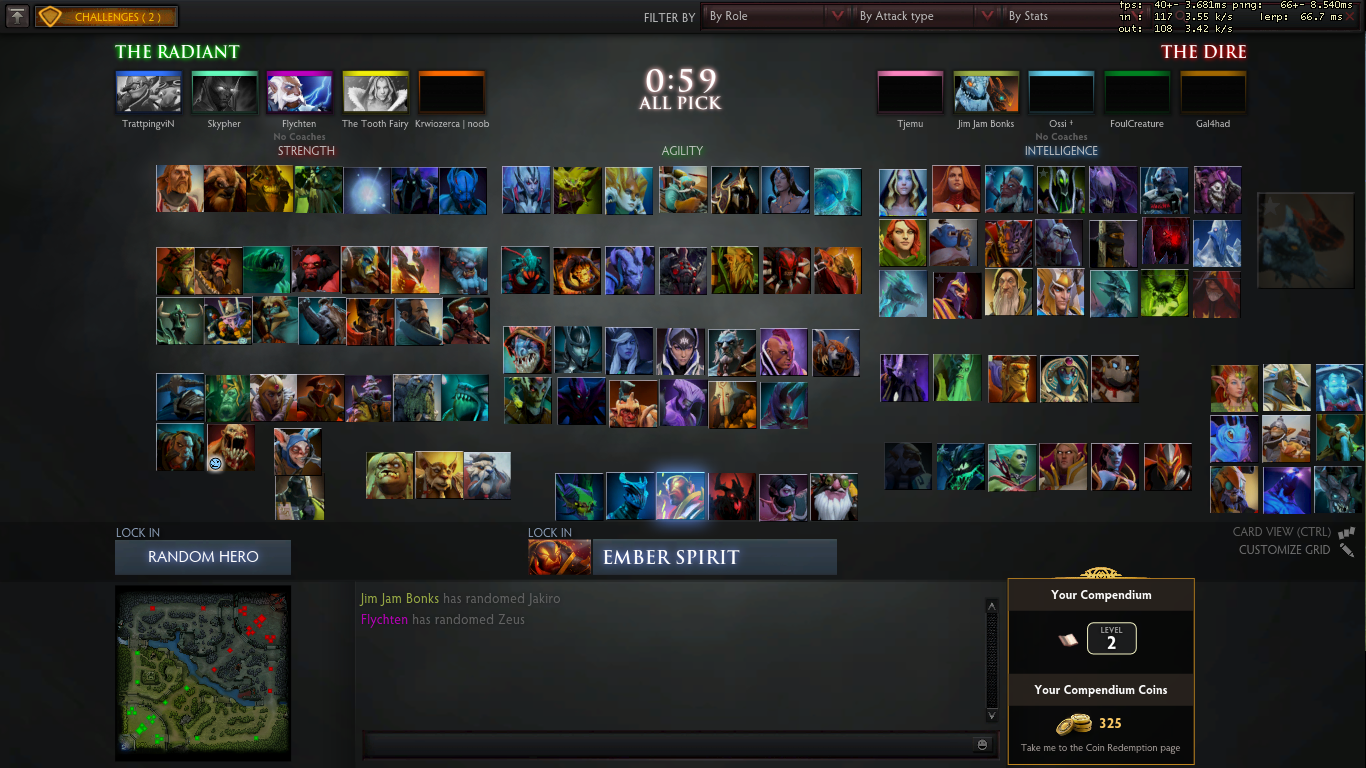 CHALLENGES ( 2 )
FILTER BY
By Role
By Attack type
By Stats
fps: 40+- 3.681ms ping: 66+- 8.540ms
in : 117 3.55 k/s lerp: 66.7 ms
out: 108 3.42 k/s
THE RADIANT
THE DIRE
0:59
ALL PICK
TrattpingviN
Skypher
Flychten
The Tooth Fairy
Krwiozerca | noob
Tjemu
Jim Jam Bonks
Ossi †
FoulCreature
Gal4had
No Coaches
No Coaches
STRENGTH
AGILITY
INTELLIGENCE
LOCK IN
RANDOM HERO
LOCK IN
EMBER SPIRIT
CARD VIEW (CTRL)
CUSTOMIZE GRID
Jim Jam Bonks has randomed Jakiro
Flychten has randomed Zeus
Your Compendium
LEVEL
2
Your Compendium Coins
325
Take me to the Coin Redemption page